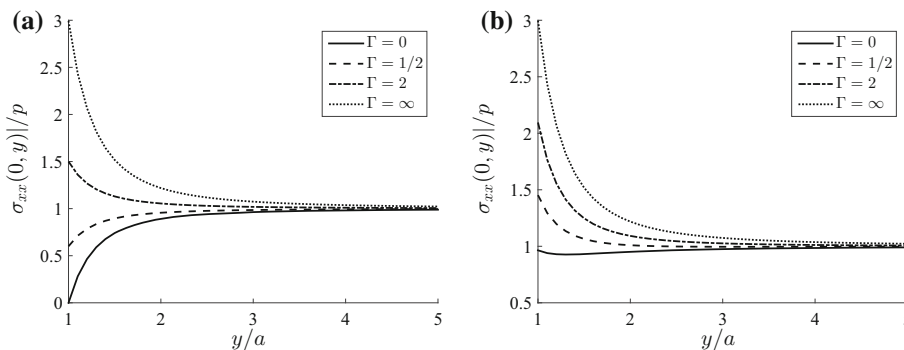 (a)
σxx(0, y)|/p
3
2.5
2
1.5
1
0.5
0
1 2 3 4 5
y/a
Γ = 0
Γ = 1/2
Γ = 2
Γ = ∞
(b)
σxx(0, y)|/p
3
2.5
2
1.5
1
0.5
1 2 3 4 5
y/a
Γ = 0
Γ = 1/2
Γ = 2
Γ = ∞